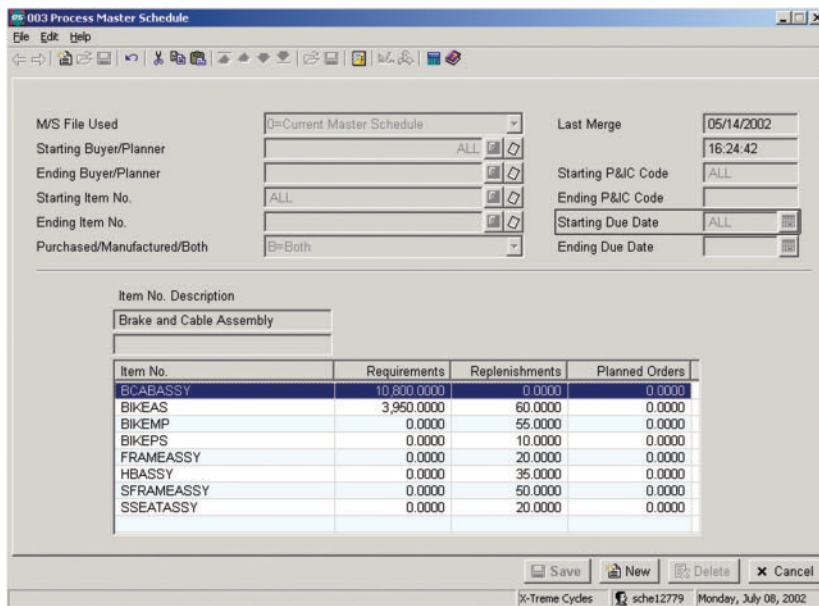 003 Process Master Schedule
File Edit Help
M/S File Used 0=Current Master Schedule Last Merge 05/14/2002
Starting Buyer/Planner ALL 16:24:42
Ending Buyer/Planner Starting P&IC Code ALL
Starting Item No. ALL Ending P&IC Code
Ending Item No. Starting Due Date ALL
Purchased/Manufactured/Both B=Both Ending Due Date
Item No. Description
Brake and Cable Assembly
Item No. Requirements Replenishments Planned Orders
BCABASSY 10,800.0000 0.0000 0.0000
BIKEAS 3,950.0000 60.0000 0.0000
BIKEMP 0.0000 55.0000 0.0000
BIKEPS 0.0000 10.0000 0.0000
FRAMEASSY 0.0000 20.0000 0.0000
HBASSY 0.0000 35.0000 0.0000
SFRAMEASSY 0.0000 50.0000 0.0000
SSEATASSY 0.0000 20.0000 0.0000
Save New Delete Cancel
X-Treme Cycles sche12779 Monday, July 08, 2002